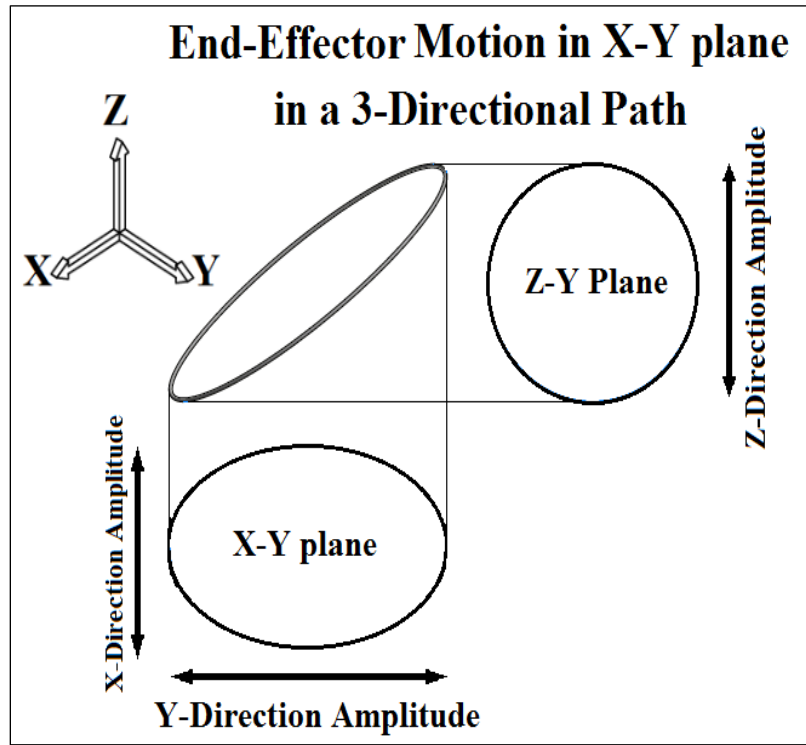 End-Effector Motion in X-Y plane
in a 3-Directional Path
Z
X
Y
Z-Y Plane
Z-Direction Amplitude
X-Direction Amplitude
X-Y plane
Y-Direction Amplitude